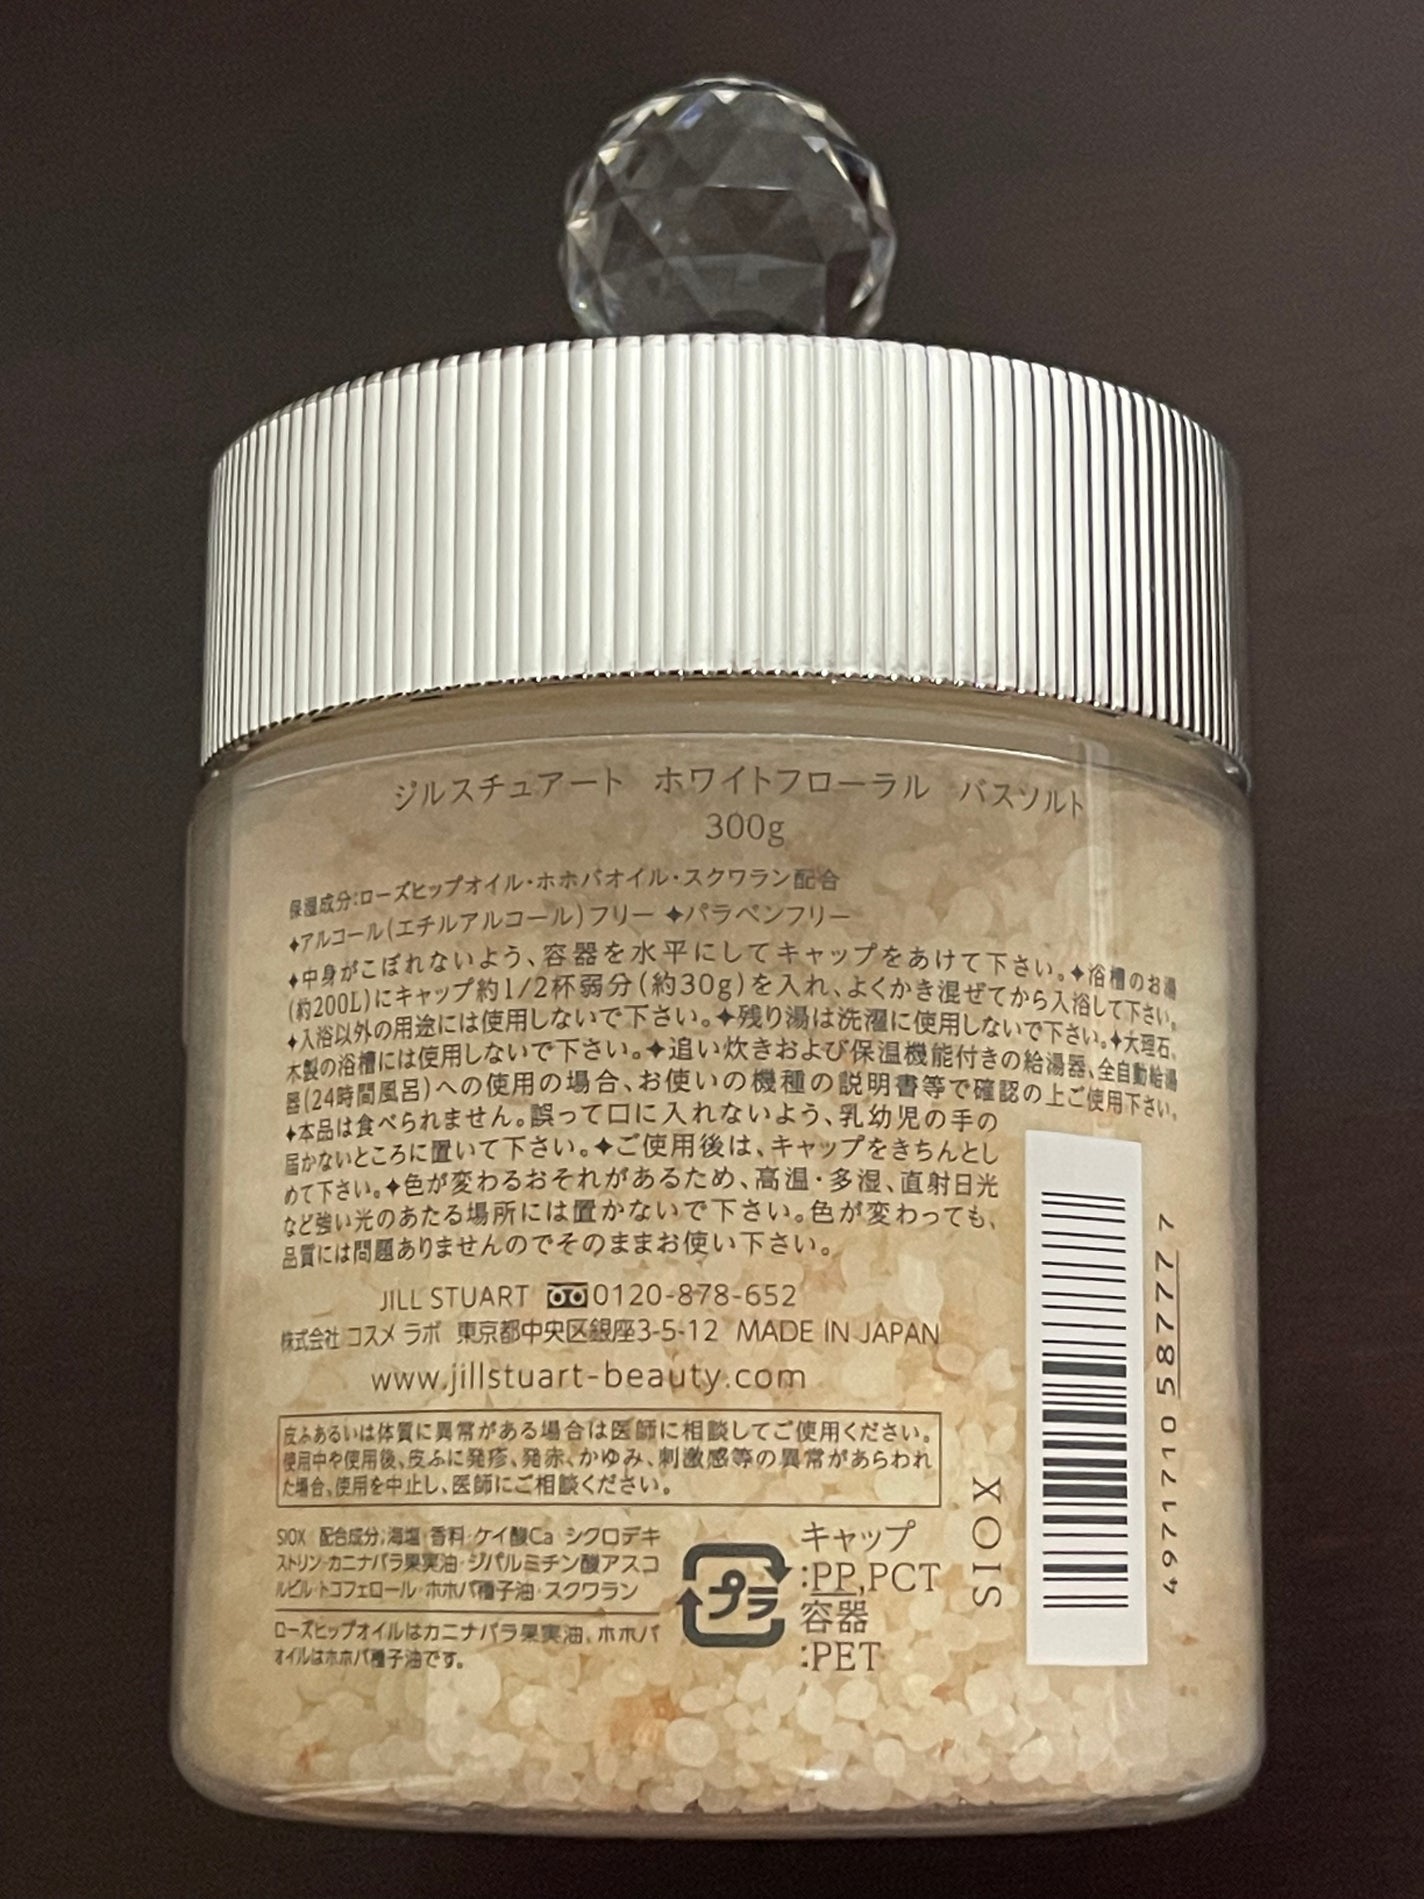 ジルスチュアート　ホワイトフローラル　バスソルト
300g
保湿成分:ローズヒップオイル・ホホバオイル・スクワラン配合
✦アルコール(エチルアルコール)フリー ✦パラベンフリー
✦中身がこぼれないよう、容器を水平にしてキャップをあけて下さい。✦浴槽のお湯
(約200L)にキャップ約1/2杯弱分(約30g)を入れ、よくかき混ぜてから入浴して下さい。
✦入浴以外の用途には使用しないで下さい。✦残り湯は洗濯に使用しないで下さい。✦大理石、
木製の浴槽には使用しないで下さい。✦追い炊きおよび保温機能付きの給湯器、全自動給湯
器(24時間風呂)への使用の場合、お使いの機種の説明書等で確認の上ご使用下さい。
✦本品は食べられません。誤って口に入れないよう、乳幼児の手の
届かないところに置いて下さい。✦ご使用後は、キャップをきちんとし
めて下さい。✦色が変わるおそれがあるため、高温・多湿、直射日光
など強い光のあたる場所には置かないで下さい。色が変わっても、
品質には問題ありませんのでそのままお使い下さい。
JILL STUART 0120-878-652
株式会社 コスメ ラボ 東京都中央区銀座3-5-12 MADE IN JAPAN
www.jillstuart-beauty.com
皮ふあるいは体質に異常がある場合は医師に相談してご使用ください。
使用中や使用後、皮ふに発疹、発赤、かゆみ、刺激感等の異常があらわれ
た場合、使用を中止し、医師にご相談ください。
SIOX 配合成分:海塩・香料・ケイ酸Ca・シクロデキ
ストリン・カニナバラ果実油・ジパルミチン酸アスコ
ルビル・トコフェロール・ホホバ種子油・スクワラン
ローズヒップオイルはカニナバラ果実油、ホホバ
オイルはホホバ種子油です。
プラ
キャップ
:PP,PCT
容器
:PET
SIOX
4971710 587777